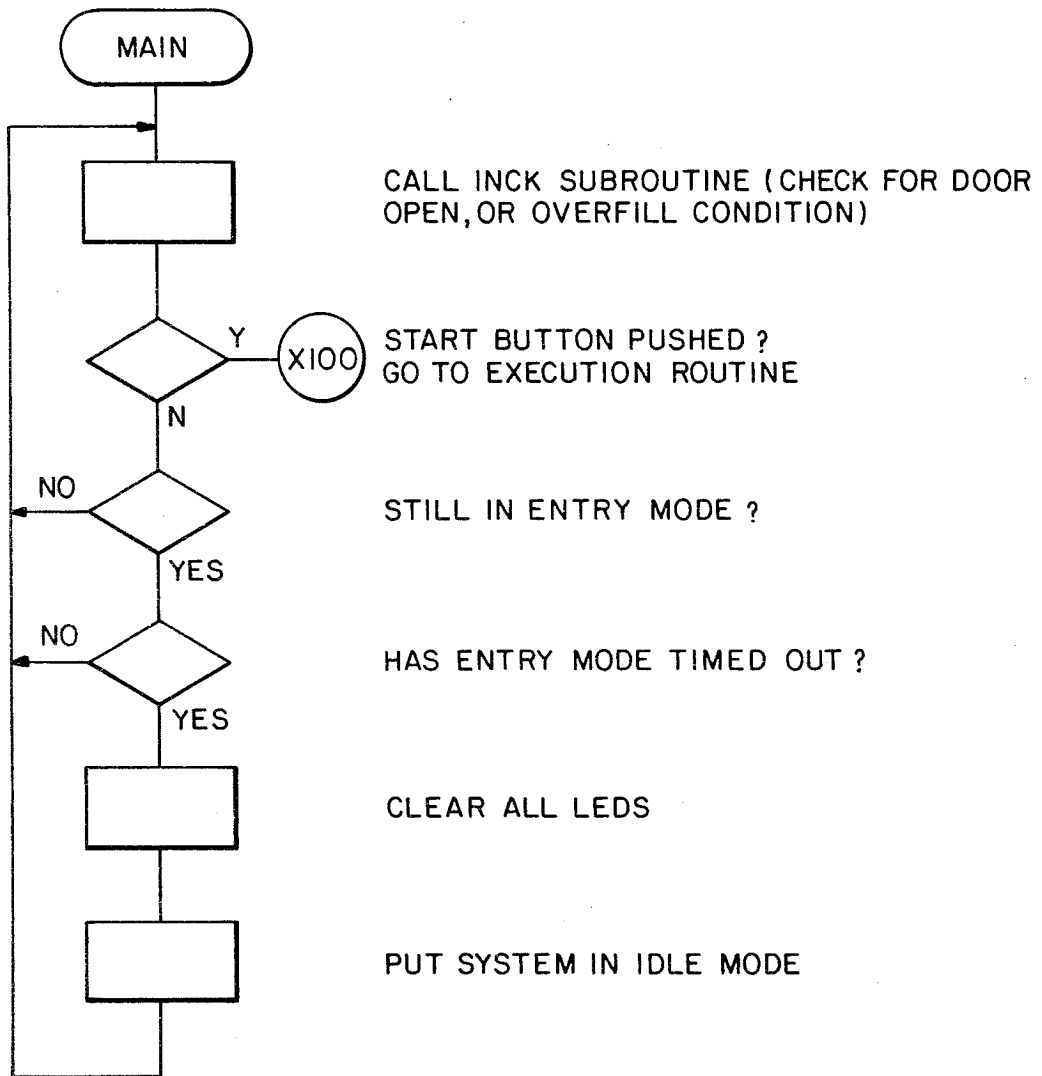 MAIN
CALL INCK SUBROUTINE (CHECK FOR DOOR
OPEN, OR OVERFILL CONDITION)
Y
X100
START BUTTON PUSHED ?
GO TO EXECUTION ROUTINE
N
NO
STILL IN ENTRY MODE ?
YES
NO
HAS ENTRY MODE TIMED OUT ?
YES
CLEAR ALL LEDS
PUT SYSTEM IN IDLE MODE